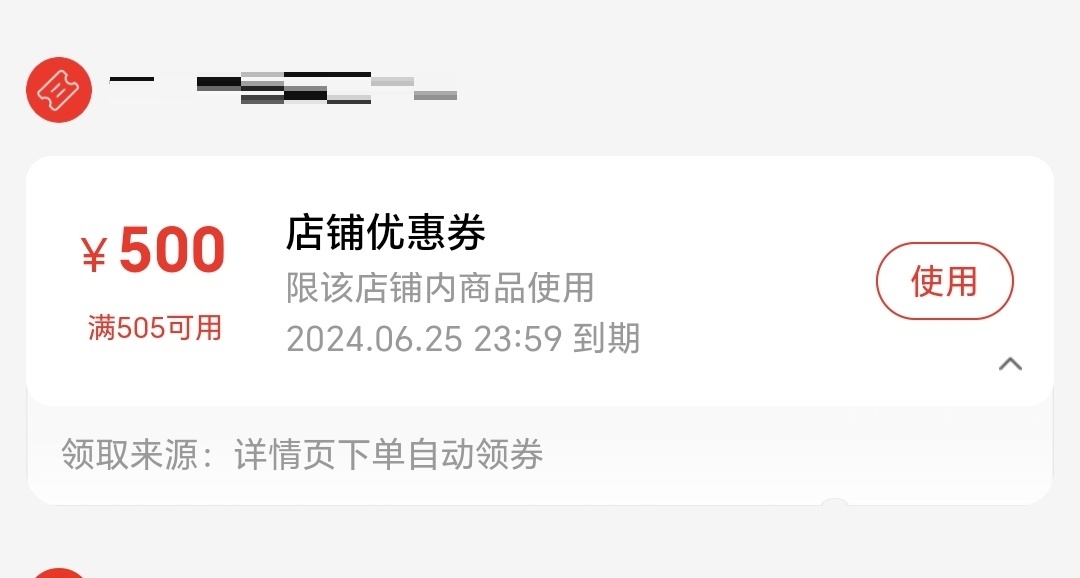 ¥500
满505可用
店铺优惠券
限该店铺内商品使用
2024.06.25 23:59 到期
使用
领取来源：详情页下单自动领券